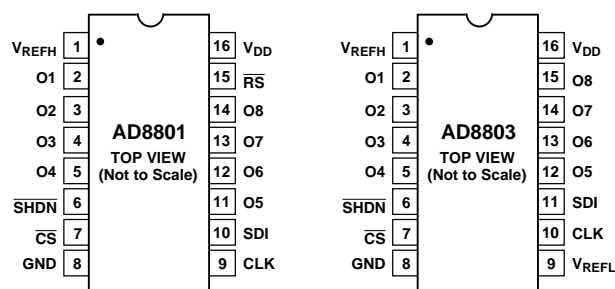 VREFH 1 16 VDD
O1 2 15 RS
O2 3 14 O8
O3 4 13 O7
O4 5 12 O6
SHDN 6 11 O5
CS 7 10 SDI
GND 8 9 CLK
AD8801
TOP VIEW
(Not to Scale)
VREFH 1 16 VDD
O1 2 15 O8
O2 3 14 O7
O3 4 13 O6
O4 5 12 O5
SHDN 6 11 SDI
CS 7 10 CLK
GND 8 9 VREFL
AD8803
TOP VIEW
(Not to Scale)